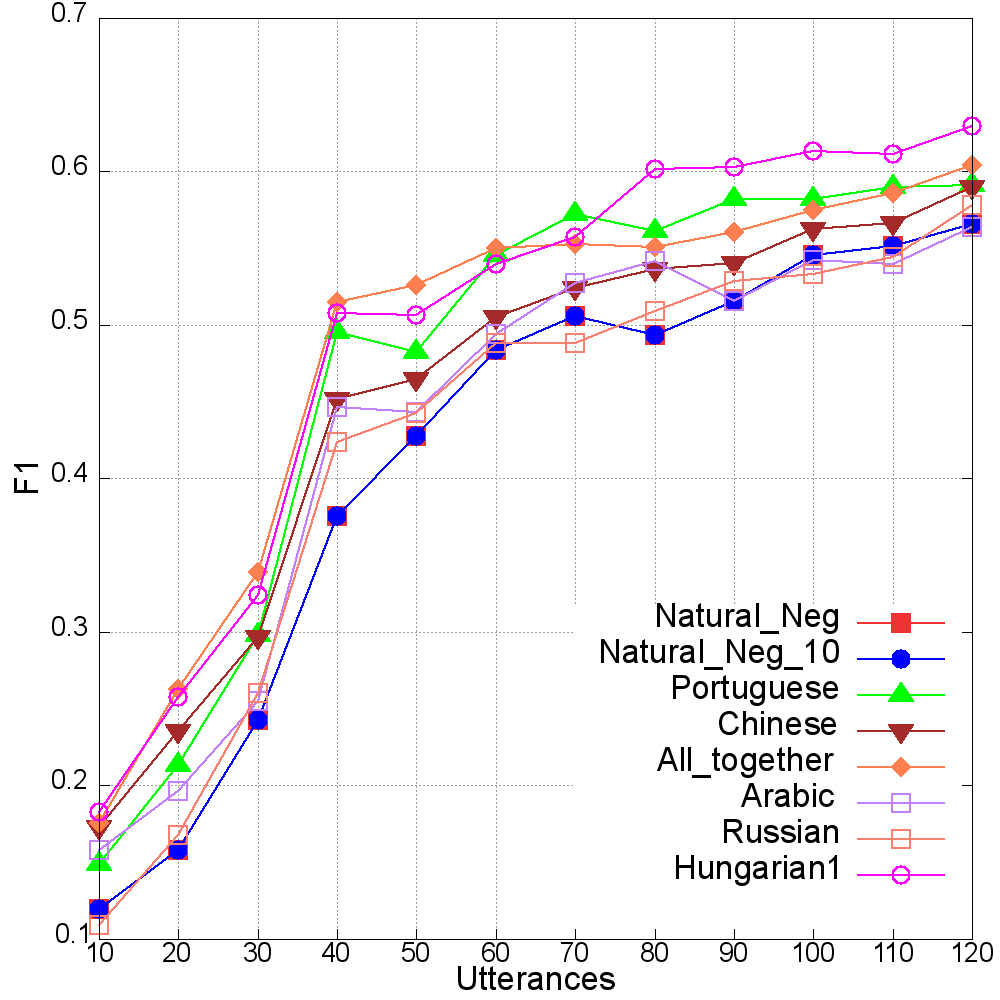 0.7
0.6
0.5
0.4
0.3
0.2
0.1
F1
Natural_Neg
Natural_Neg_10
Portuguese
Chinese
All_together
Arabic
Russian
Hungarian1
10 20 30 40 50 60 70 80 90 100 110 120
Utterances